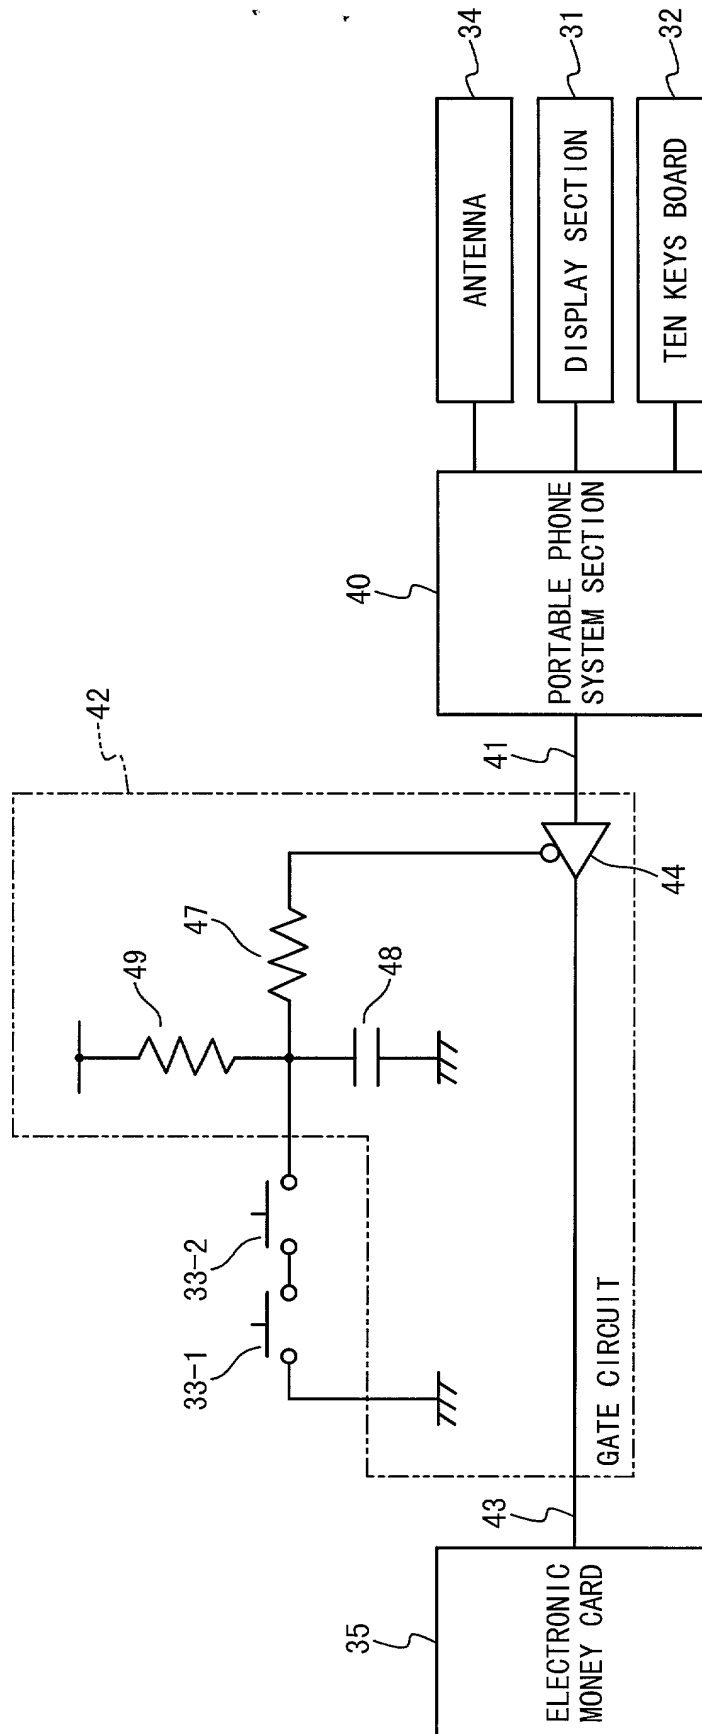 34
ANTENNA
31
DISPLAY SECTION
32
TEN KEYS BOARD
40
PORTABLE PHONE
SYSTEM SECTION
42
41
44
47
49
48
33-2
33-1
GATE CIRCUIT
43
35
ELECTRONIC
MONEY CARD